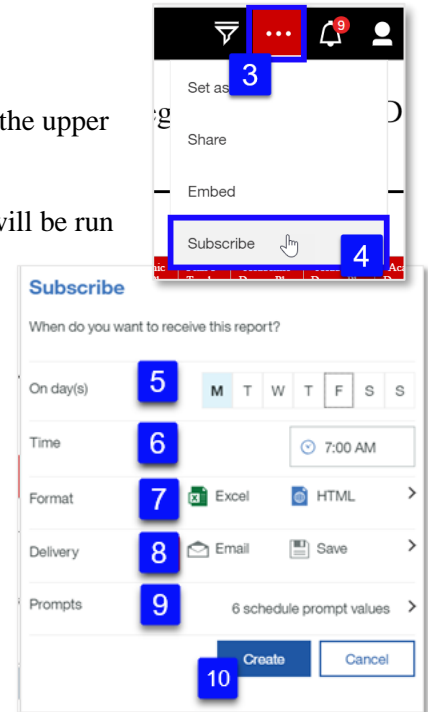 9
3
Set as
the upper
Share
Embed
will be run
Subscribe
4
Subscribe
When do you want to receive this report?
On day(s) 5 M T W T F S S
Time 6 7:00 AM
Format 7 Excel HTML >
Delivery 8 Email Save >
Prompts 9 6 schedule prompt values >
Create Cancel
10